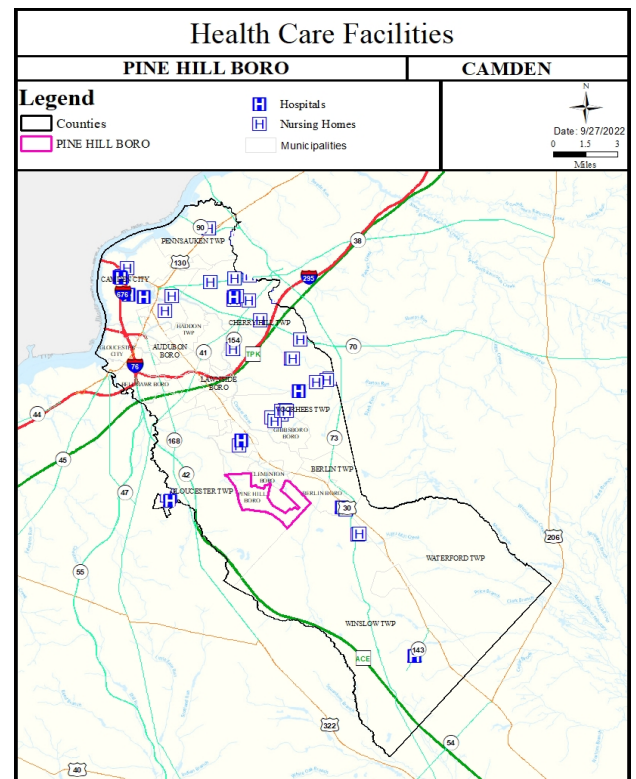 Health Care Facilities
PINE HILL BORO
CAMDEN
Legend
Counties
PINE HILL BORO
H Hospitals
H Nursing Homes
Municipalities
N
Date: 9/27/2022
0 1.5 3
Miles
90
PENNSAUKEN TWP
38
130
295
676
HADDON
TWP
CHERRY HILL TWP
GLOUCESTER
CITY
AUDUBON
BORO
154
41
TPK
70
76
44
45
168
VOORHEES TWP
GIBBSBORO
BORO
73
42
BERLIN TWP
47
GLOUCESTER TWP
PINE HILL
BORO
BERLIN BORO
30
206
WATERFORD TWP
55
WINSLOW TWP
143
ACE
322
54
40